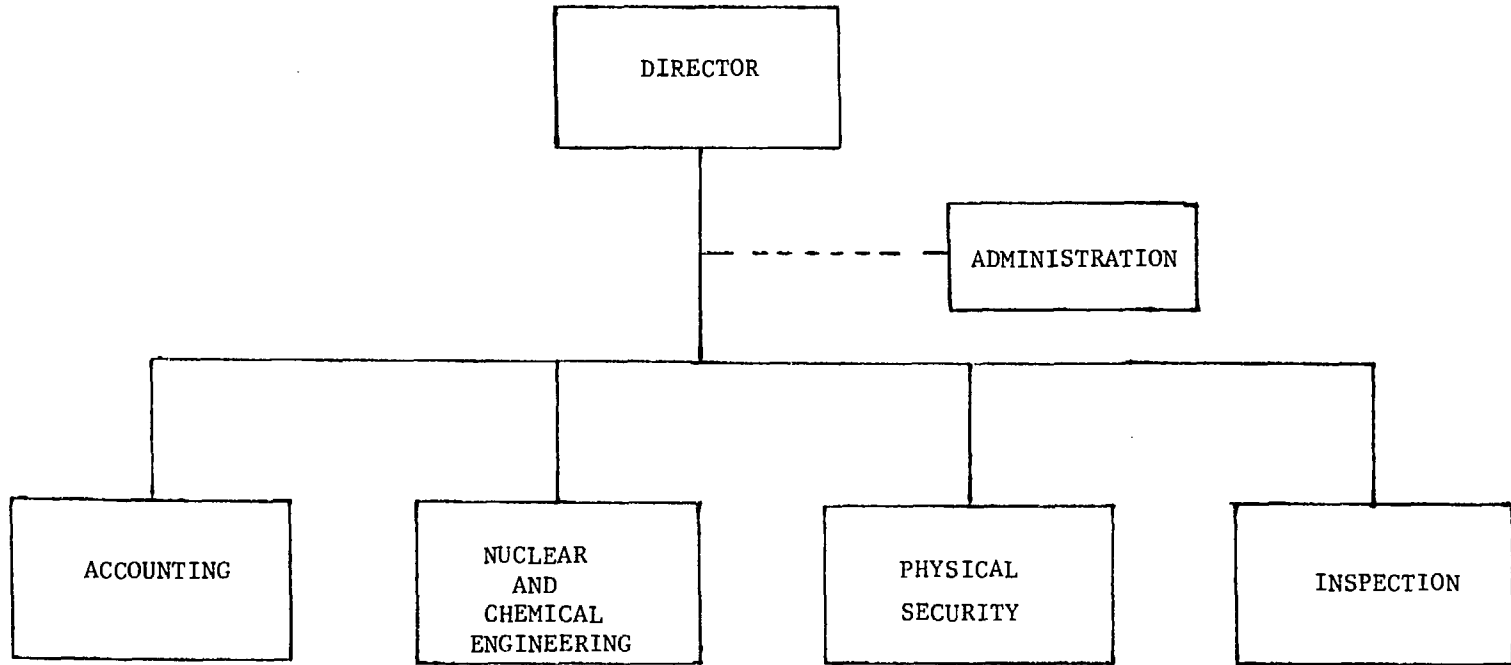 DIRECTOR
ADMINISTRATION
ACCOUNTING
NUCLEAR
AND
CHEMICAL
ENGINEERING
PHYSICAL
SECURITY
INSPECTION